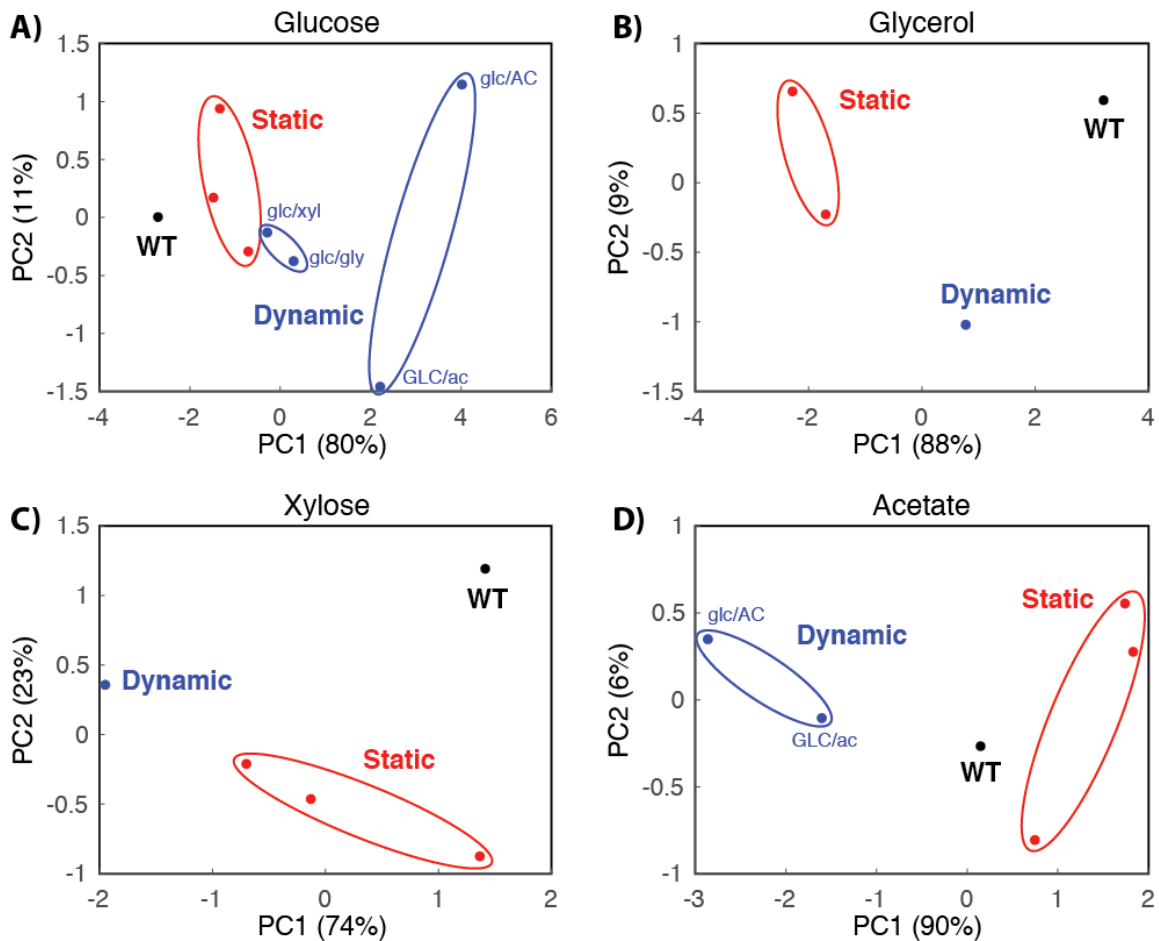 A)
Glucose
1.5
1
0.5
0
-0.5
-1
-1.5
-4
-2
0
2
4
6
PC2 (11%)
PC1 (80%)
WT
Static
glc/xyl
glc/gly
Dynamic
glc/AC
GLC/ac
B)
Glycerol
1
0.5
0
-0.5
-1
-1.5
-4
-2
0
2
4
PC2 (9%)
PC1 (88%)
Static
WT
Dynamic
C)
Xylose
1.5
1
0.5
0
-0.5
-1
-2
-1
0
1
2
PC2 (23%)
PC1 (74%)
WT
Dynamic
Static
D)
Acetate
1
0.5
0
-0.5
-1
-3
-2
-1
0
1
2
PC2 (6%)
PC1 (90%)
glc/AC
Dynamic
GLC/ac
WT
Static